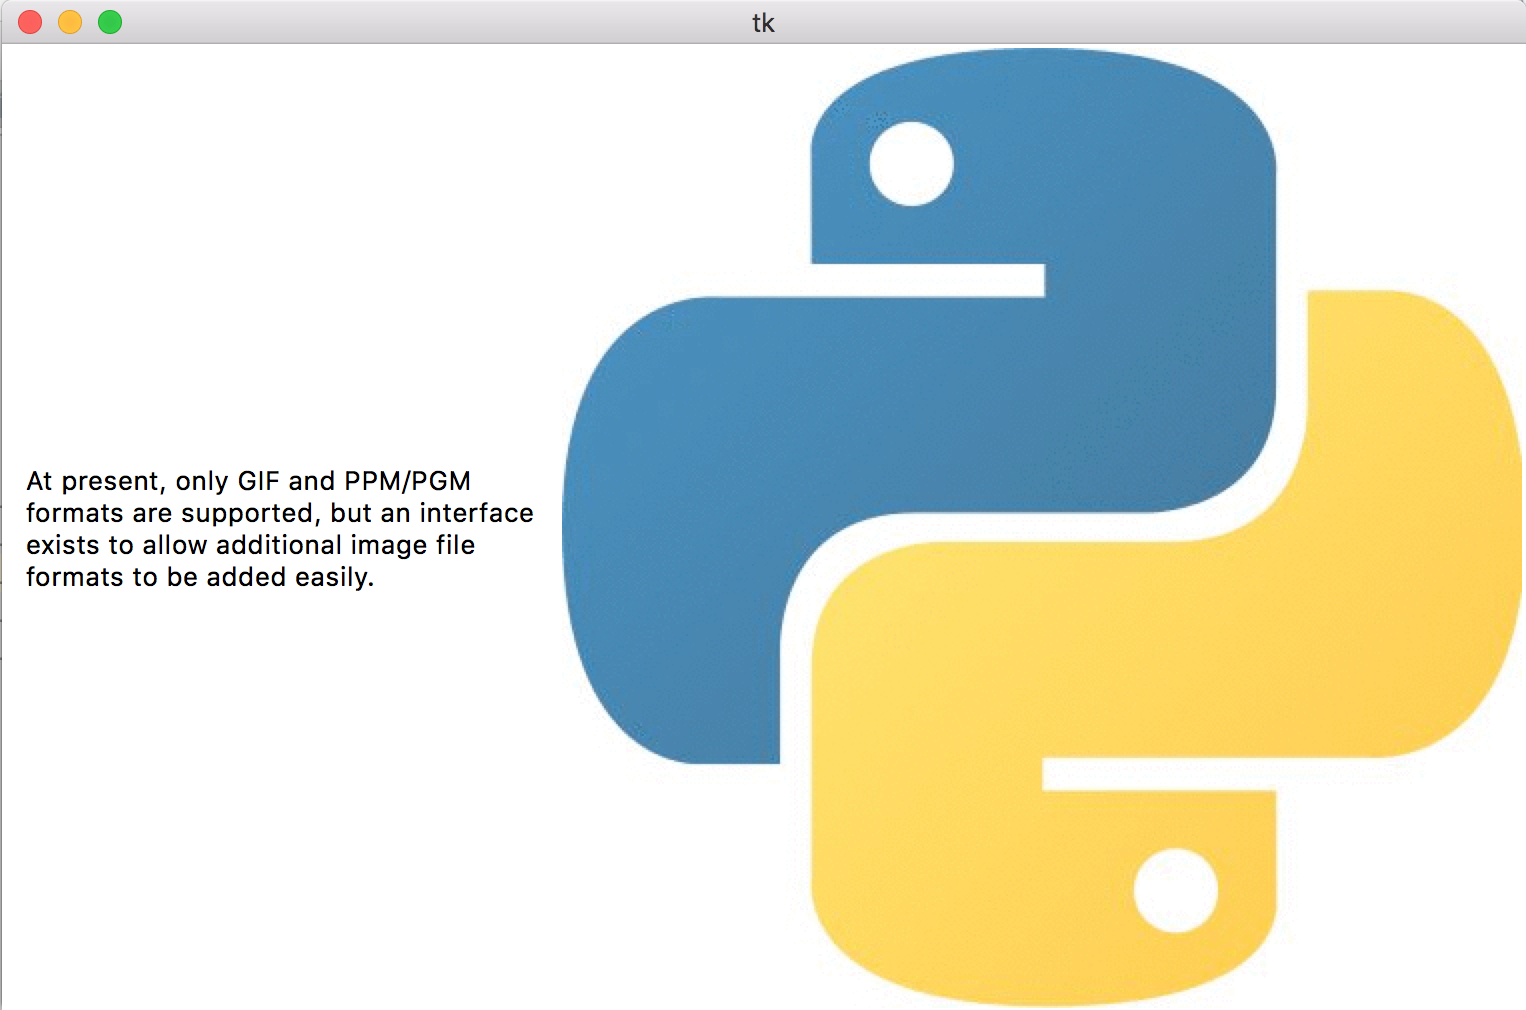 tk
At present, only GIF and PPM/PGM
formats are supported, but an interface
exists to allow additional image file
formats to be added easily.